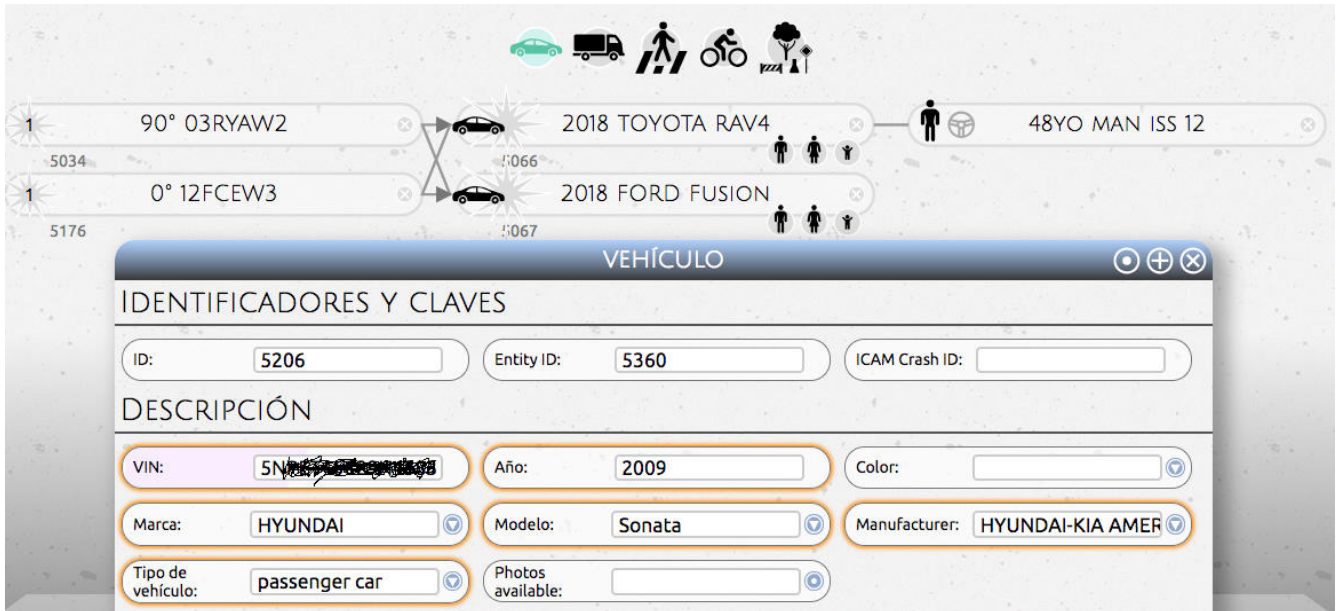 1 90° 03RYAW2 2018 TOYOTA RAV4 48YO MAN ISS 12
5034 5066
1 0° 12FCEW3 2018 FORD FUSION
5176 5067
VEHÍCULO
IDENTIFICADORES Y CLAVES
ID: 5206 Entity ID: 5360 ICAM Crash ID:
DESCRIPCIÓN
VIN: Año: 2009 Color:
Marca: HYUNDAI Modelo: Sonata Manufacturer: HYUNDAI-KIA AMER
Tipo de vehículo: passenger car Photos available: